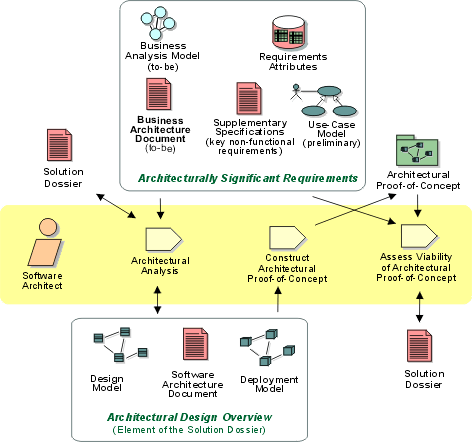 Business
Analysis Model
(to-be)
Requirements
Attributes
Business
Architecture
Document
(to-be)
Supplementary
Specifications
(key non-functional
requirements)
Use-Case
Model
(preliminary)
Architecturally Significant Requirements
Solution
Dossier
Architectural
Proof-of-Concept
Software
Architect
Architectural
Analysis
Construct
Architectural
Proof-of-Concept
Assess Viability
of Architectural
Proof-of-Concept
Design
Model
Software
Architecture
Document
Deployment
Model
Architectural Design Overview
(Element of the Solution Dossier)
Solution
Dossier